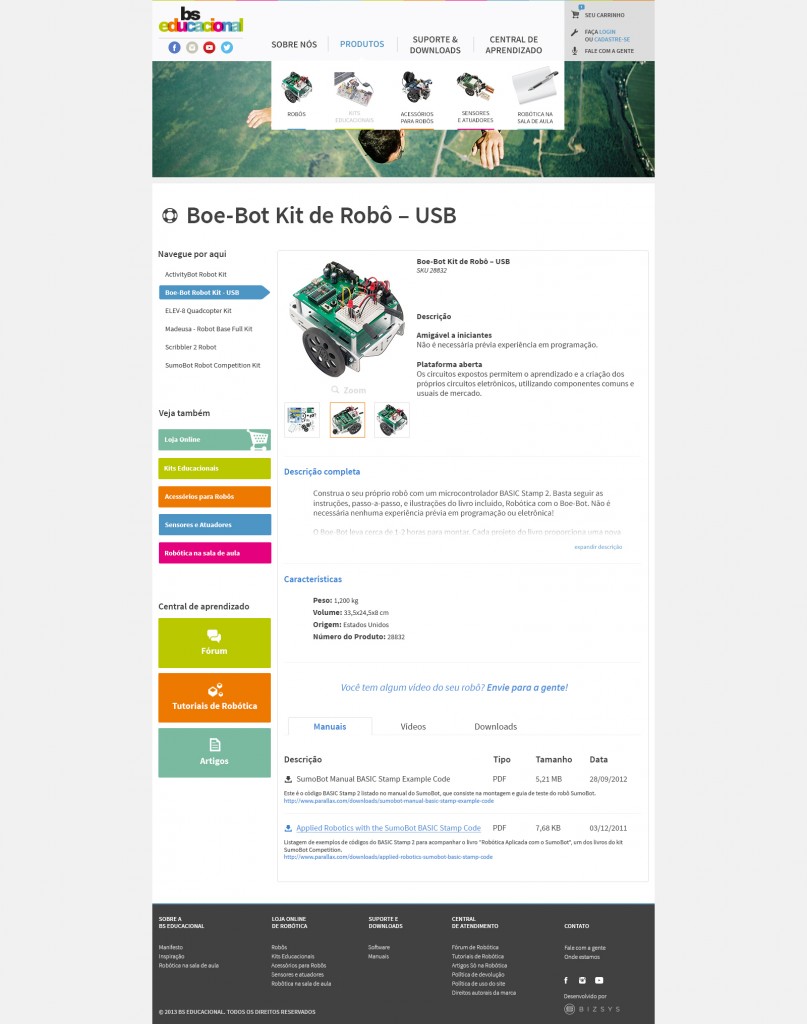 bs
educacional
SOBRE NÓS
PRODUTOS
SUPORTE &
DOWNLOADS
CENTRAL DE
APRENDIZADO
SEU CARRINHO
FAÇA LOGIN
OU CADASTRE-SE
FALE COM A GENTE
ROBÔS
KITS
EDUCACIONAIS
ACESSÓRIOS
PARA ROBÔS
SENSORES
E ATUADORES
ROBÓTICA NA
SALA DE AULA
Boe-Bot Kit de Robô – USB
Navegue por aqui
ActivityBot Robot Kit
Boe-Bot Robot Kit - USB
ELEV-8 Quadcopter Kit
Madeusa - Robot Base Full Kit
Scribbler 2 Robot
SumoBot Robot Competition Kit
Veja também
Loja Online
Kits Educacionais
Acessórios para Robôs
Sensores e Atuadores
Robótica na sala de aula
Central de aprendizado
Fórum
Tutoriais de Robótica
Artigos
Boe-Bot Kit de Robô – USB
SKU 28832
Descrição
Amigável a iniciantes
Não é necessária prévia experiência em programação.
Plataforma aberta
Os circuitos expostos permitem o aprendizado e a criação dos
próprios circuitos eletrônicos, utilizando componentes comuns e
usuais de mercado.
Zoom
Descrição completa
Construa o seu próprio robô com um microcontrolador BASIC Stamp 2. Basta seguir as
instruções, passo-a-passo, e ilustrações do livro incluído, Robótica com o Boe-Bot. Não é
necessária nenhuma experiência prévia em programação ou eletrônica!
O Boe-Bot leva cerca de 1-2 horas para montar. Cada projeto do livro proporciona uma nova
expandir descrição
Características
Peso: 1,200 kg
Volume: 33,5x24,5x8 cm
Origem: Estados Unidos
Número do Produto: 28832
Você tem algum vídeo do seu robô? Envie para a gente!
Manuais
Vídeos
Downloads
Descrição Tipo Tamanho Data
SumoBot Manual BASIC Stamp Example Code PDF 5,21 MB 28/09/2012
Este é o código BASIC Stamp 2 listado no manual do SumoBot, que consiste na montagem e guia de teste do robô SumoBot.
http://www.parallax.com/downloads/sumobot-manual-basic-stamp-example-code
Applied Robotics with the SumoBot BASIC Stamp Code PDF 7,68 KB 03/12/2011
Listagem de exemplos de códigos do BASIC Stamp 2 para acompanhar o livro "Robótica Aplicada com o SumoBot", um dos livros do kit
SumoBot Competition.
http://www.parallax.com/downloads/applied-robotics-sumobot-basic-stamp-code
SOBRE A
BS EDUCACIONAL
Manifesto
Inspiração
Robótica na sala de aula
LOJA ONLINE
DE ROBÓTICA
Robôs
Kits Educacionais
Acessórios para Robôs
Sensores e atuadores
Robótica na sala de aula
SUPORTE E
DOWNLOADS
Software
Manuais
CENTRAL
DE ATENDIMENTO
Fórum de Robótica
Tutoriais de Robótica
Artigos Só na Robótica
Política de devolução
Política de uso do site
Direitos autorais da marca
CONTATO
Fale com a gente
Onde estamos
Desenvolvido por
BIZSYS
© 2013 BS EDUCACIONAL. TODOS OS DIREITOS RESERVADOS